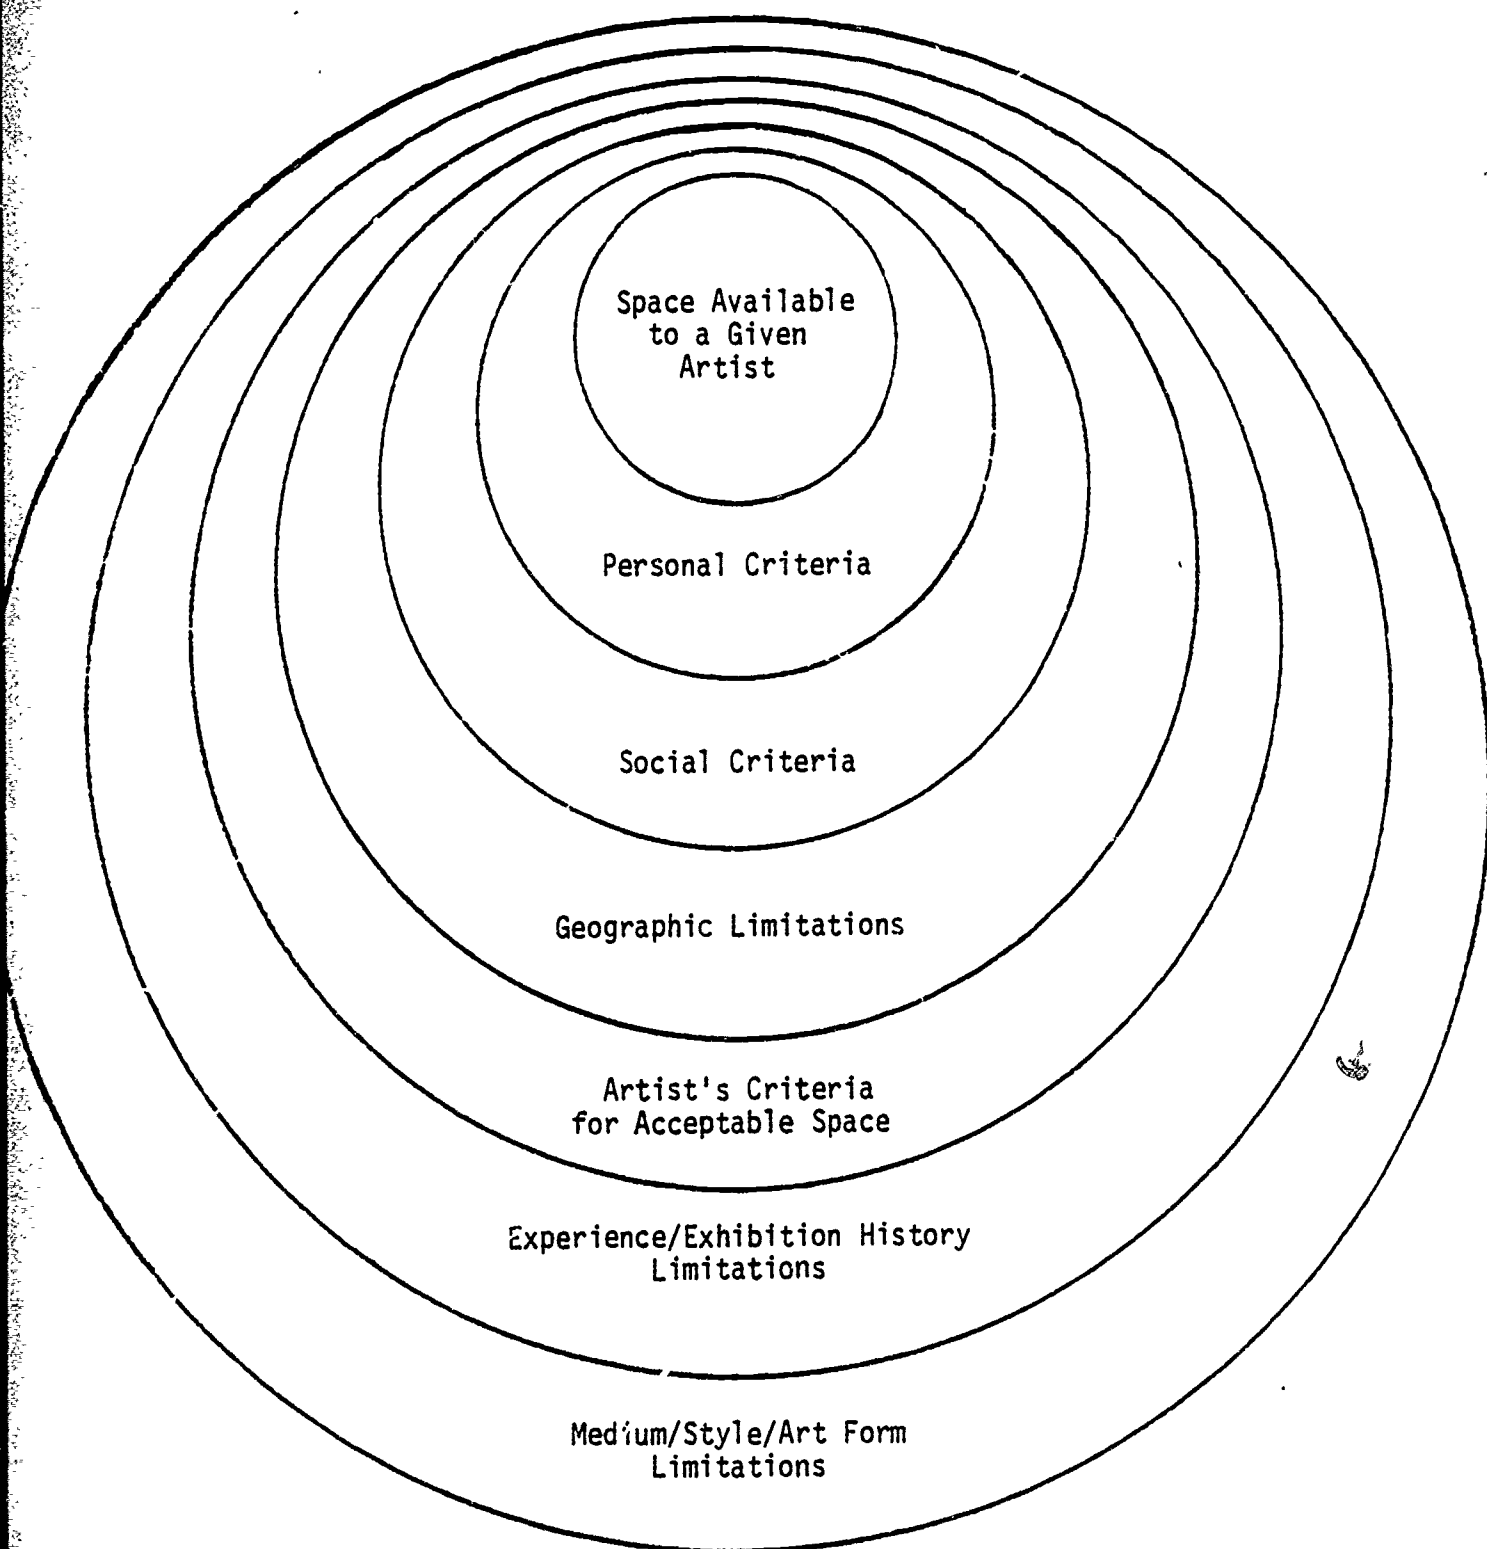 Space Available
to a Given
Artist
Personal Criteria
Social Criteria
Geographic Limitations
Artist's Criteria
for Acceptable Space
Experience/Exhibition History
Limitations
Medium/Style/Art Form
Limitations